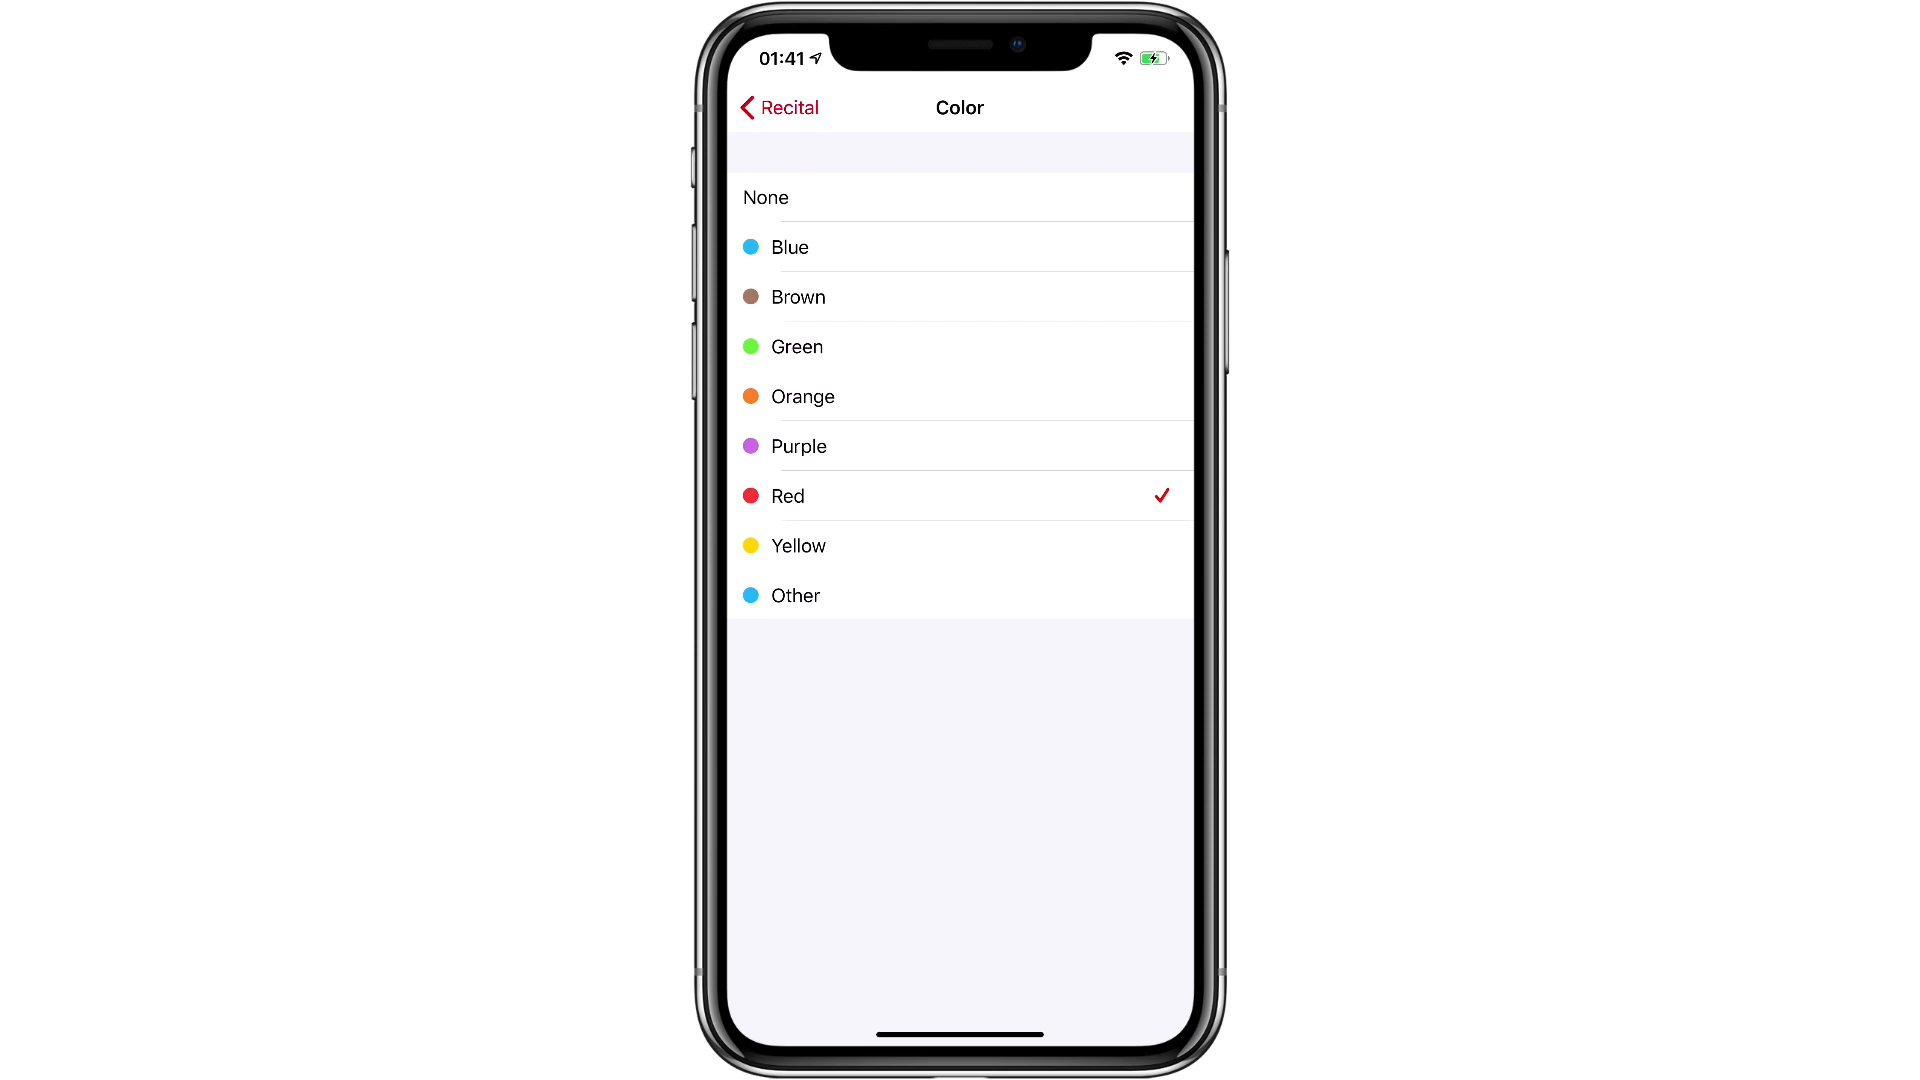 01:41
Recital
Color
None
Blue
Brown
Green
Orange
Purple
Red
Yellow
Other